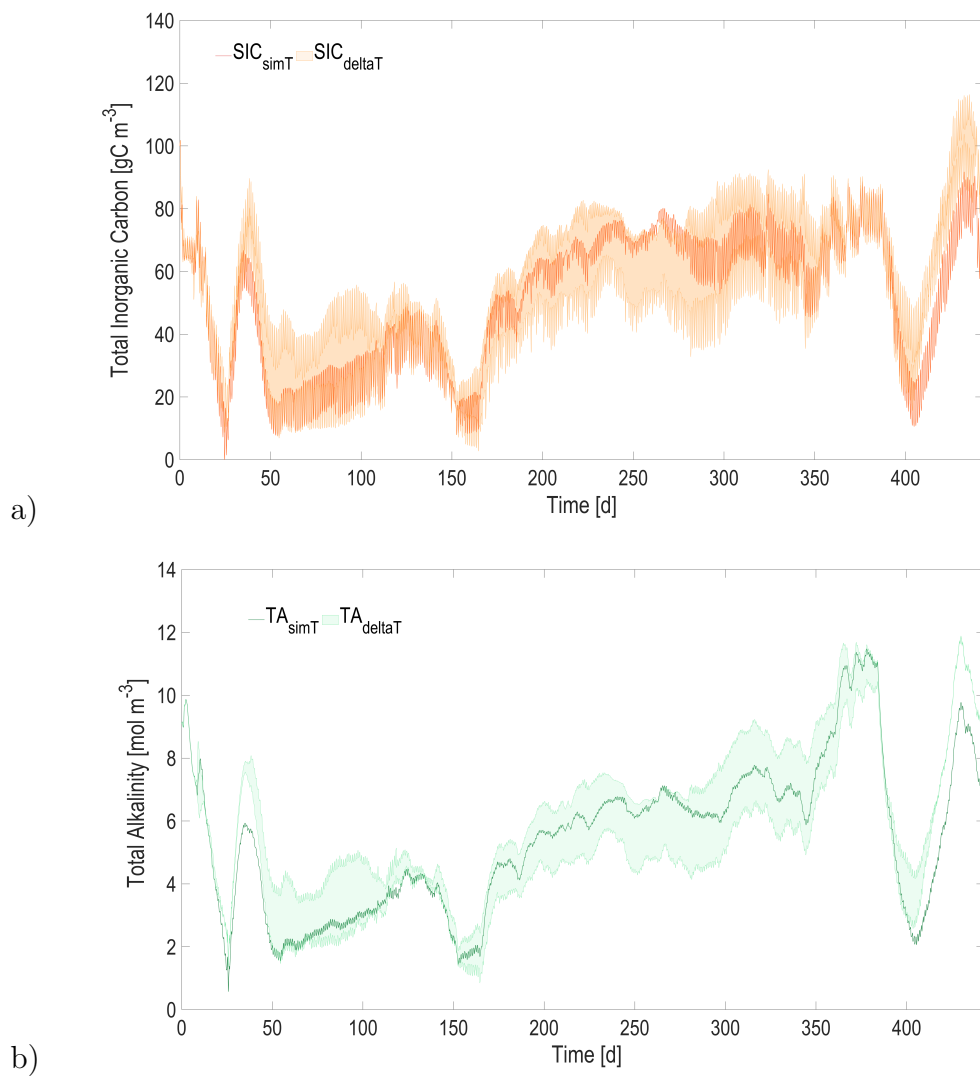 140
120
100
80
60
40
20
0
Total Inorganic Carbon [gC m-3]
SICsimT SICdeltaT
0 50 100 150 200 250 300 350 400
Time [d]
a)
14
12
10
8
6
4
2
0
Total Alkalinity [mol m-3]
TAsimT TAdeltaT
0 50 100 150 200 250 300 350 400
Time [d]
b)